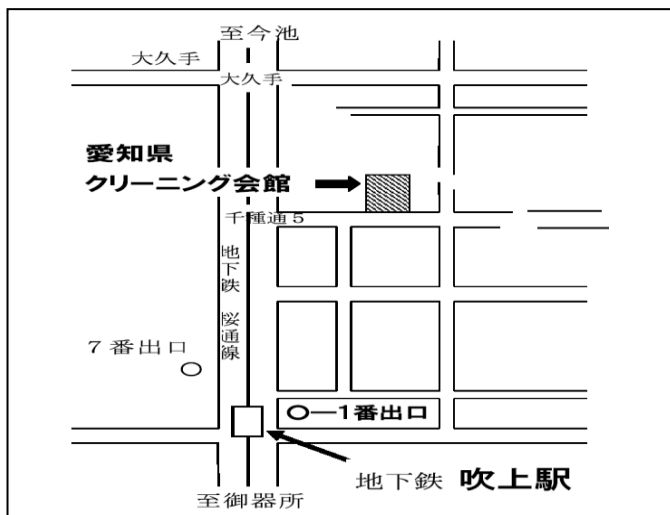 至今池
大久手
大久手
愛知県
クリーニング会館
千種通5
地下鉄 桜通線
7番出口
1番出口
地下鉄 吹上駅
至御器所